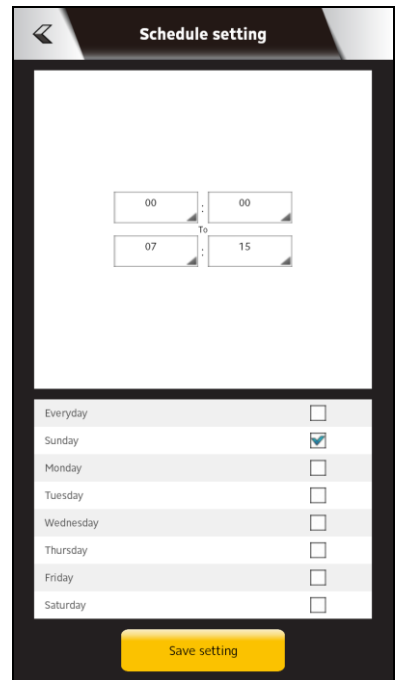 Schedule setting
00 : 00
To
07 : 15
Everyday
Sunday
Monday
Tuesday
Wednesday
Thursday
Friday
Saturday
Save setting